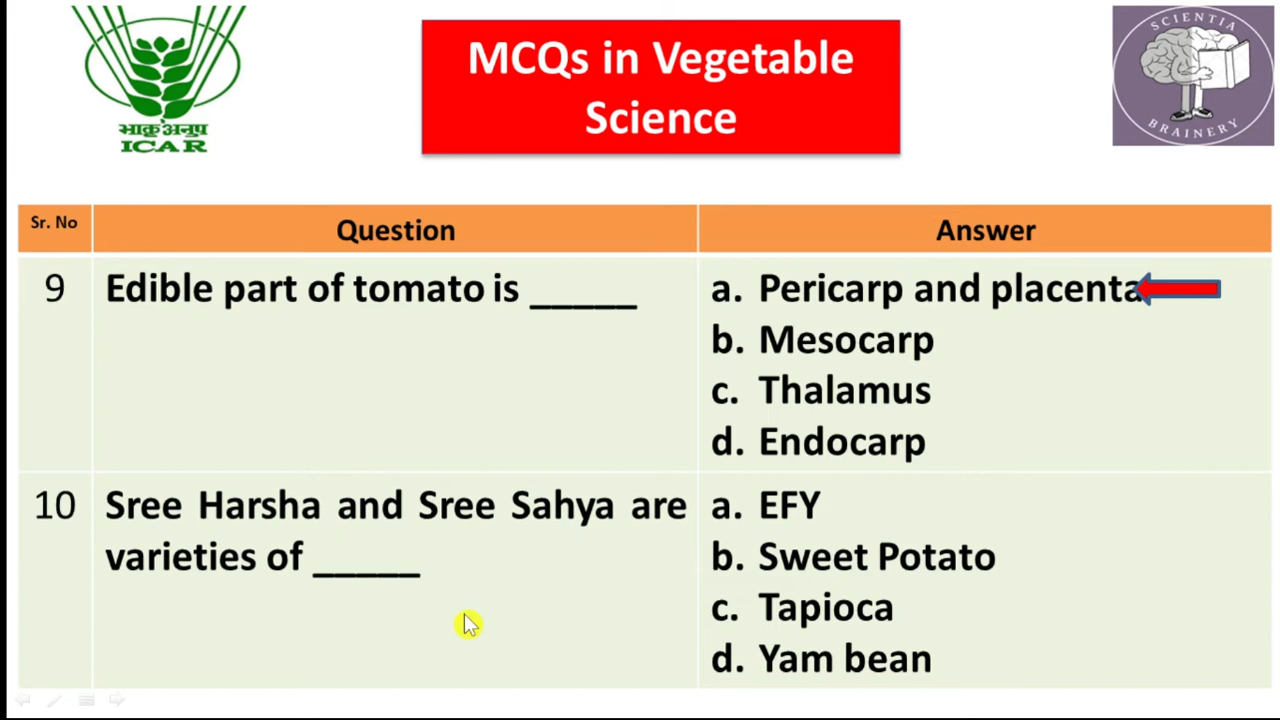 भाकृअनुप
ICAR
MCQs in Vegetable
Science
SCIENTIA
BRAINERY
Sr. No
Question
Answer
9
Edible part of tomato is _____
a. Pericarp and placenta
b. Mesocarp
c. Thalamus
d. Endocarp
10
Sree Harsha and Sree Sahya are
varieties of _____
a. EFY
b. Sweet Potato
c. Tapioca
d. Yam bean